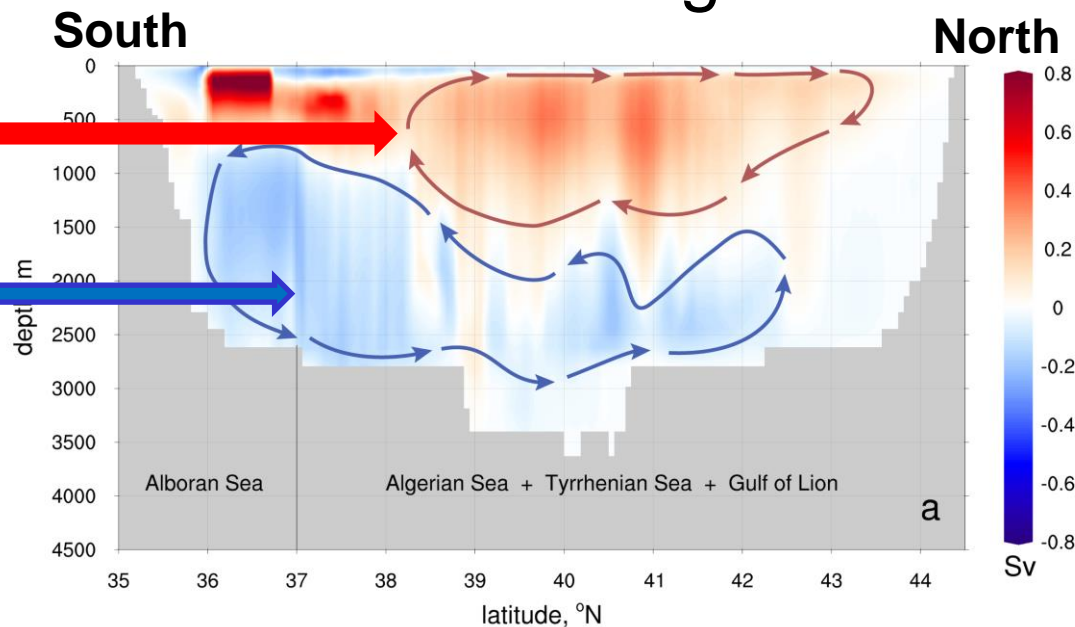 South
North
0
500
1000
1500
2000
2500
3000
3500
4000
4500
depth, m
35 36 37 38 39 40 41 42 43 44
latitude, °N
Alboran Sea
Algerian Sea + Tyrrhenian Sea + Gulf of Lion
a
0.8
0.6
0.4
0.2
0
-0.2
-0.4
-0.6
-0.8
Sv